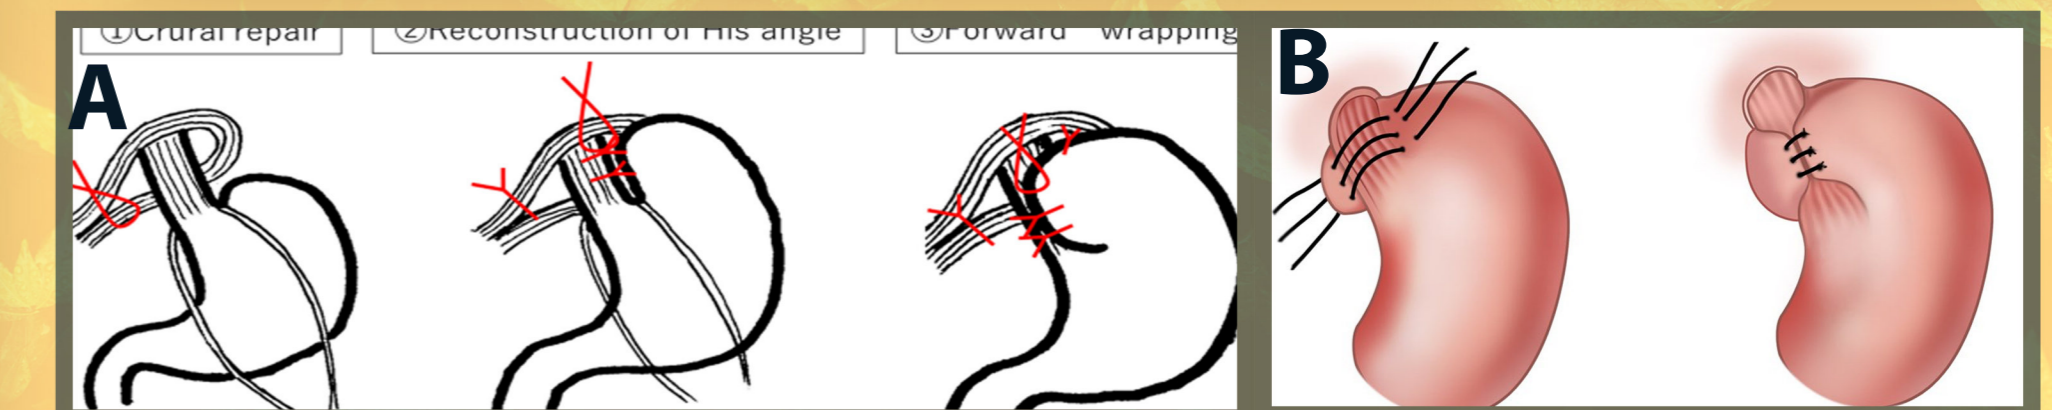 ①Crural repair
②Reconstruction of His angle
③Forward wrapping
A
B